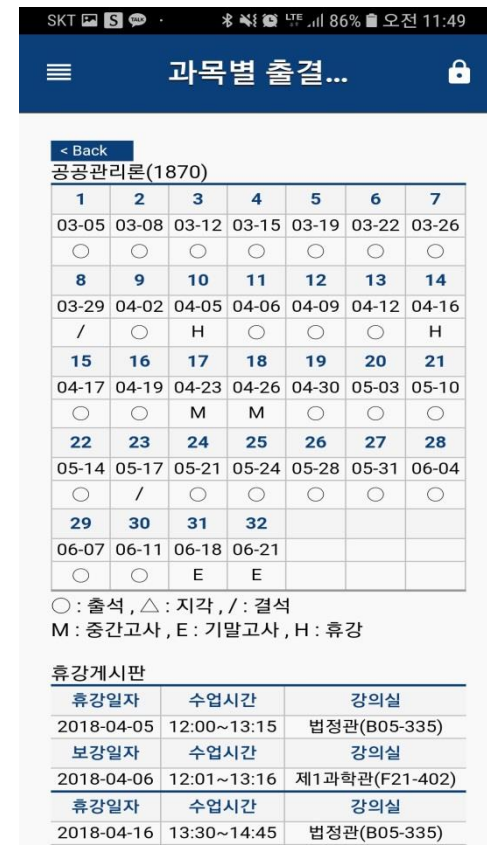 SKT S TALK · LTE 86% 오전 11:49
과목별 출결...
< Back
공공관리론(1870)
1 2 3 4 5 6 7
03-05 03-08 03-12 03-15 03-19 03-22 03-26
○ ○ ○ ○ ○ ○ ○
8 9 10 11 12 13 14
03-29 04-02 04-05 04-06 04-09 04-12 04-16
/ ○ H ○ ○ ○ H
15 16 17 18 19 20 21
04-17 04-19 04-23 04-26 04-30 05-03 05-10
○ ○ M M ○ ○ ○
22 23 24 25 26 27 28
05-14 05-17 05-21 05-24 05-28 05-31 06-04
○ / ○ ○ ○ ○ ○
29 30 31 32
06-07 06-11 06-18 06-21
○ ○ E E
○ : 출석 , △ : 지각 , / : 결석
M : 중간고사 , E : 기말고사 , H : 휴강
휴강게시판
휴강일자 수업시간 강의실
2018-04-05 12:00~13:15 법정관(B05-335)
보강일자 수업시간 강의실
2018-04-06 12:01~13:16 제1과학관(F21-402)
휴강일자 수업시간 강의실
2018-04-16 13:30~14:45 법정관(B05-335)